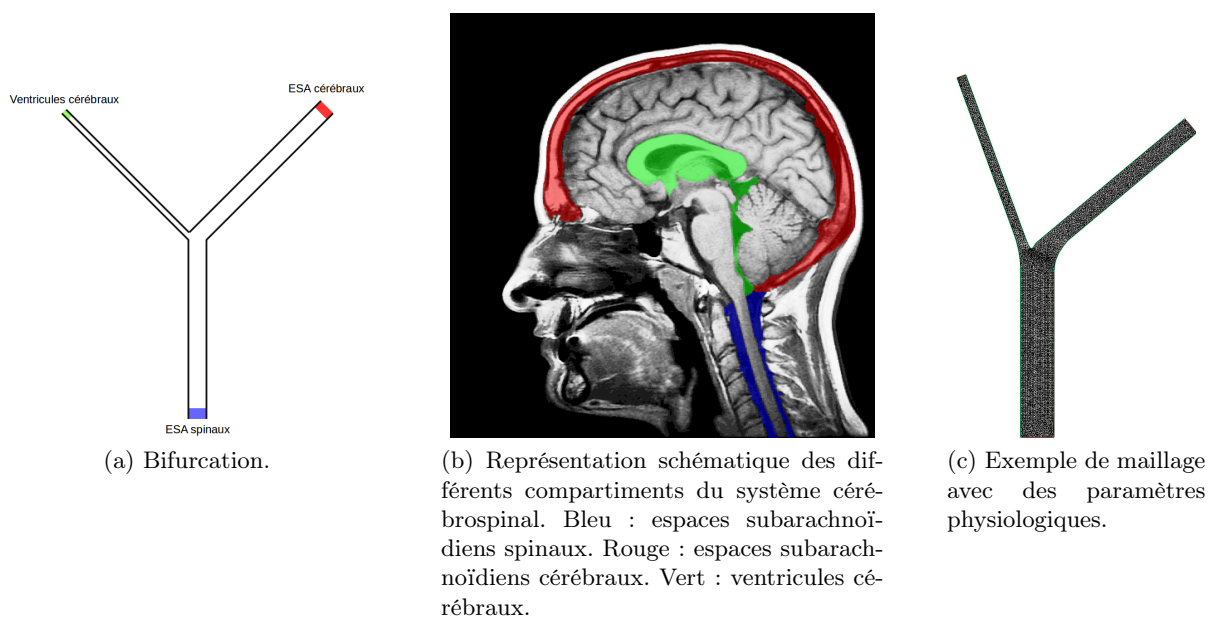 Ventricules cérébraux
ESA cérébraux
ESA spinaux
(a) Bifurcation.
(b) Représentation schématique des dif-
férents compartiments du système céré-
brospinal. Bleu : espaces subarachnoï-
diens spinaux. Rouge : espaces subarach-
noïdiens cérébraux. Vert : ventricules cé-
rébraux.
(c) Exemple de maillage
avec des paramètres
physiologiques.